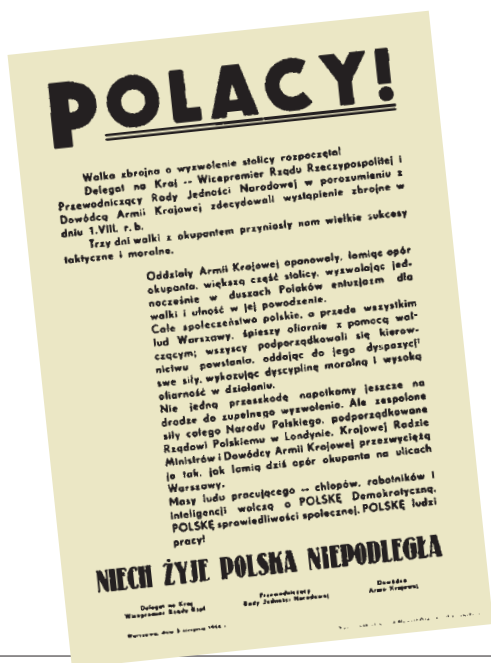 POLACY!
Walka zbrojna o wyzwolenie stolicy rozpoczęta!
Delegat na Kraj -- Wicepremier Rządu Rzeczypospolitej i
Przewodniczący Rady Jedności Narodowej w porozumieniu z
Dowódcą Armii Krajowej zdecydowali wystąpienie zbrojne w
dniu 1.VIII. r. b.
Trzy dni walki z okupantem przyniosły nam wielkie sukcesy
taktyczne i moralne.
Oddziały Armii Krajowej opanowały, łamiąc opór
okupanta, większą część stolicy, wyzwalając jed-
nocześnie w duszach Polaków entuzjazm dla
walki i ufność w jej powodzenie.
Całe społeczeństwo polskie, a przede wszystkim
lud Warszawy, śpieszy ofiarnie z pomocą wal-
czącym; wszyscy podporządkowali się kierow-
nictwu powstania, oddając do jego dyspozycji
swe siły, wykazując dyscyplinę moralną i wysoką
ofiarność w działaniu.
Nie jedną przeszkodę napotkamy jeszcze na
drodze do zupełnego wyzwolenia. Ale zespolone
siły całego Narodu Polskiego, podporządkowane
Rządowi Polskiemu w Londynie, Krajowej Radzie
Ministrów i Dowódcy Armii Krajowej przezwyciężą
ją tak, jak łamią dziś opór okupanta na ulicach
Warszawy.
Masy ludu pracującego -- chłopów, robotników i
inteligencji walczą o POLSKĘ Demokratyczną,
POLSKĘ sprawiedliwości społecznej, POLSKĘ ludzi
pracy!
NIECH ŻYJE POLSKA NIEPODLEGŁA
Delegat na Kraj
Wicepremier Rządu Rzpl
Przewodniczący
Rady Jedności Narodowej
Dowódca
Armii Krajowej
Warszawa, dnia 3 sierpnia 1944 r.